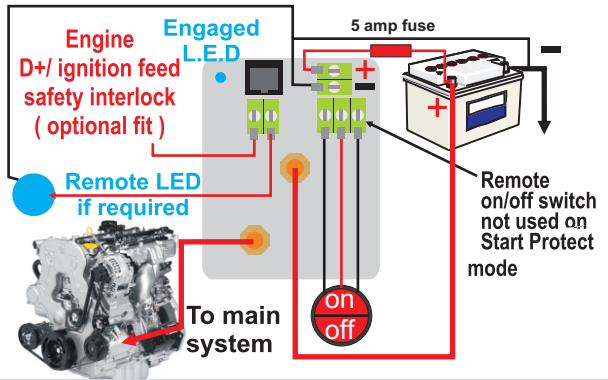 5 amp fuse
Engaged
L.E.D
Engine
D+/ ignition feed
safety interlock
( optional fit )
+
+
Remote LED
if required
Remote
on/off switch
not used on
Start Protect
mode
on
off
To main
system